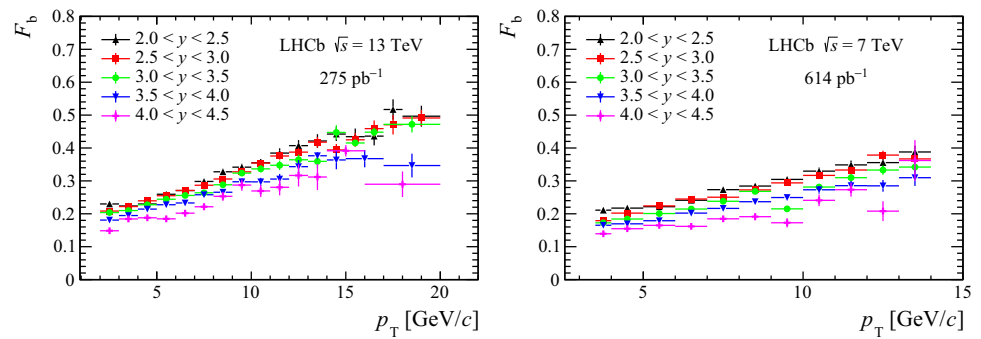 F_b
0.8
0.7
0.6
0.5
0.4
0.3
0.2
0.1
0
2.0 < y < 2.5
2.5 < y < 3.0
3.0 < y < 3.5
3.5 < y < 4.0
4.0 < y < 4.5
LHCb √s = 13 TeV
275 pb⁻¹
5 10 15 20
p_T [GeV/c]
F_b
0.8
0.7
0.6
0.5
0.4
0.3
0.2
0.1
0
2.0 < y < 2.5
2.5 < y < 3.0
3.0 < y < 3.5
3.5 < y < 4.0
4.0 < y < 4.5
LHCb √s = 7 TeV
614 pb⁻¹
5 10 15
p_T [GeV/c]